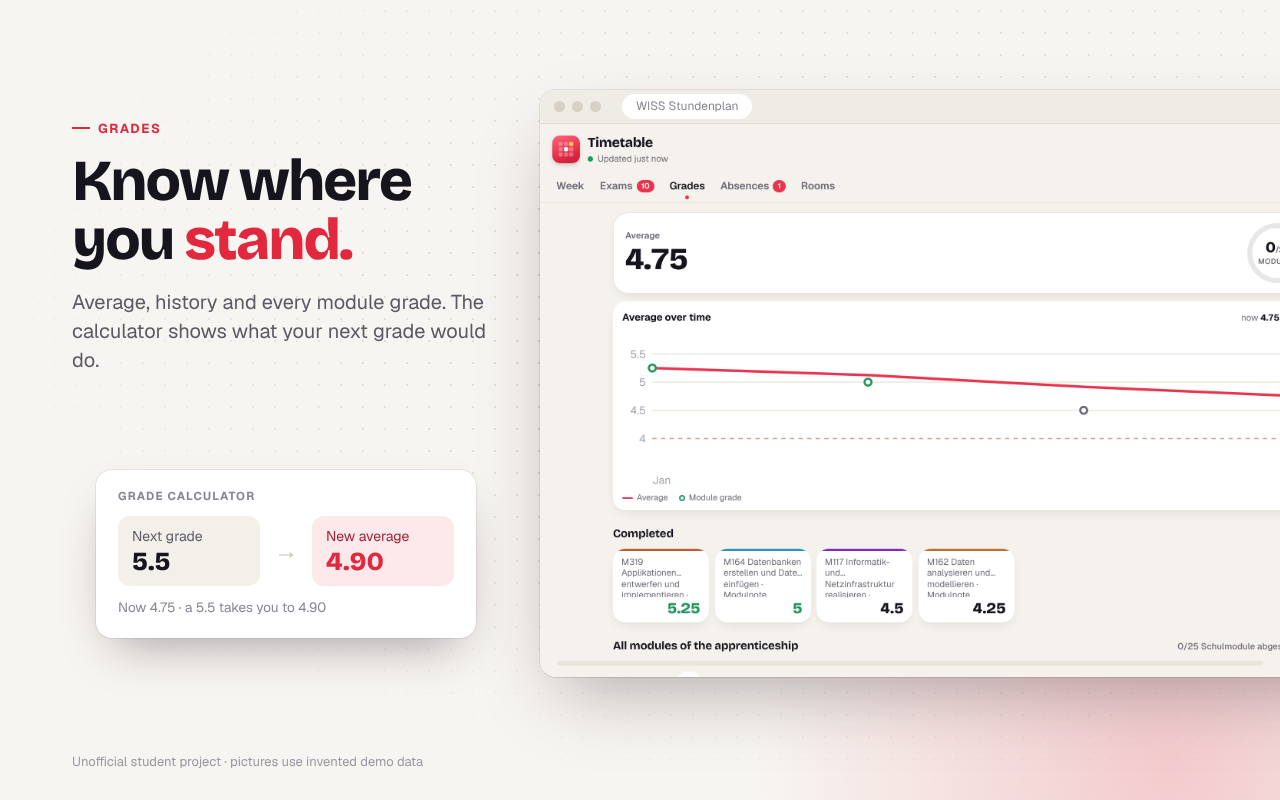 GRADES
Know where
you stand.
Average, history and every module grade. The
calculator shows what your next grade would
do.
GRADE CALCULATOR
Next grade
5.5
→
New average
4.90
Now 4.75 · a 5.5 takes you to 4.90
Unofficial student project · pictures use invented demo data
WISS Stundenplan
Timetable
Updated just now
Week Exams 10 Grades Absences 1 Rooms
Average
4.75
0/
MODU
Average over time
now 4.75
5.5
5
4.5
4
Jan
Average Module grade
Completed
M319
Applikationen…
entwerfen und
implementieren ·
5.25
M164 Datenbanken
erstellen und Date…
einfügen ·
Modulnote
5
M117 Informatik-
und…
Netzinfrastruktur
realisieren ·
4.5
M162 Daten
analysieren und…
modellieren ·
Modulnote
4.25
All modules of the apprenticeship
0/25 Schulmodule abges